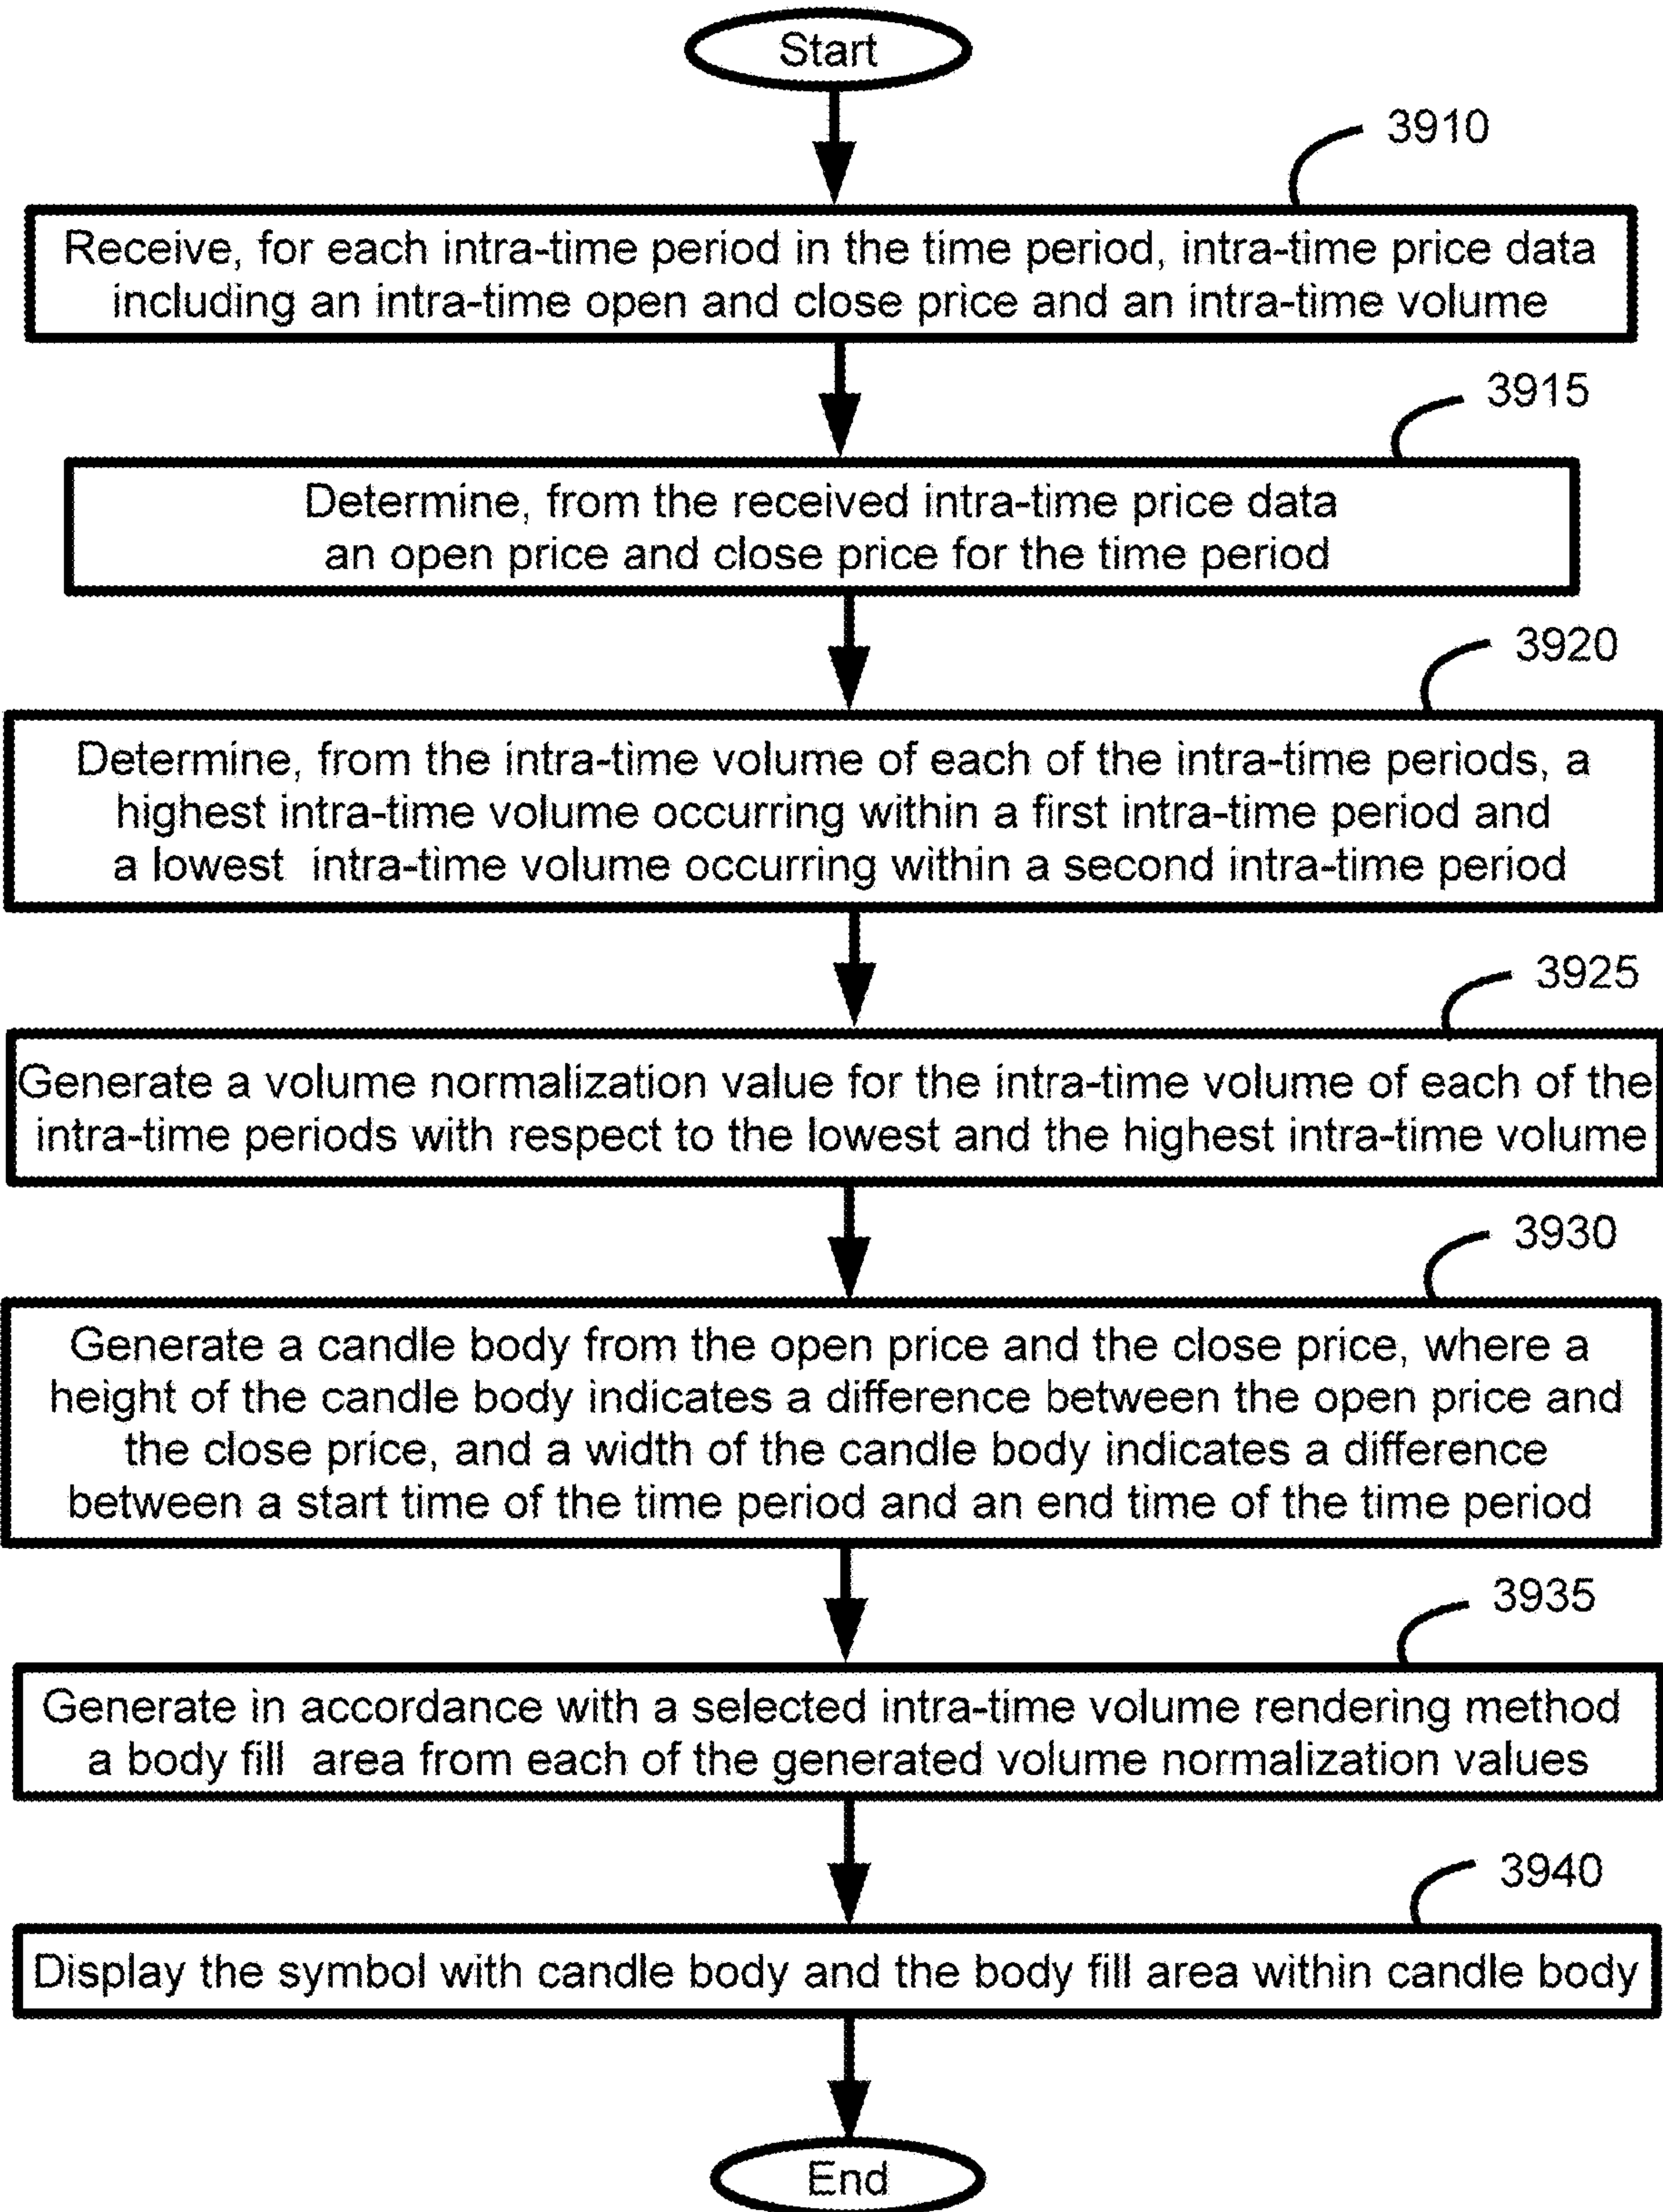 Start
3910
Receive, for each intra-time period in the time period, intra-time price data
including an intra-time open and close price and an intra-time volume
3915
Determine, from the received intra-time price data
an open price and close price for the time period
3920
Determine, from the intra-time volume of each of the intra-time periods, a
highest intra-time volume occurring within a first intra-time period and
a lowest intra-time volume occurring within a second intra-time period
3925
Generate a volume normalization value for the intra-time volume of each of the
intra-time periods with respect to the lowest and the highest intra-time volume
3930
Generate a candle body from the open price and the close price, where a
height of the candle body indicates a difference between the open price and
the close price, and a width of the candle body indicates a difference
between a start time of the time period and an end time of the time period
3935
Generate in accordance with a selected intra-time volume rendering method
a body fill area from each of the generated volume normalization values
3940
Display the symbol with candle body and the body fill area within candle body
End